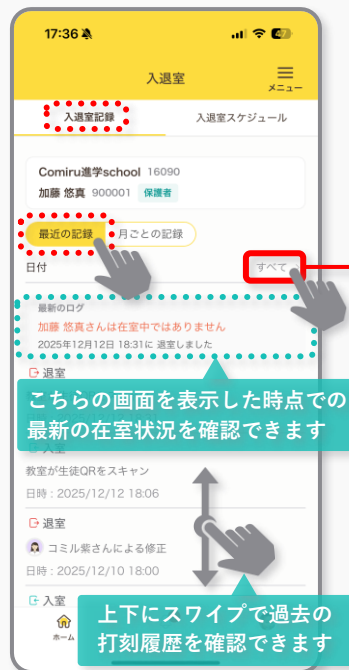 17:36
47
入退室
メニュー
入退室記録
入退室スケジュール
Comiru進学school 16090
加藤 悠真 900001 保護者
最近の記録
月ごとの記録
日付
すべて
最新のログ
加藤 悠真さんは在室中ではありません
2025年12月12日 18:31に 退室しました
退室
こちらの画面を表示した時点での
最新の在室状況を確認できます
入室
教室が生徒QRをスキャン
日時 : 2025/12/12 18:06
退室
コミル紫さんによる修正
日時 : 2025/12/10 18:00
入室
上下にスワイプで過去の
打刻履歴を確認できます
ホーム